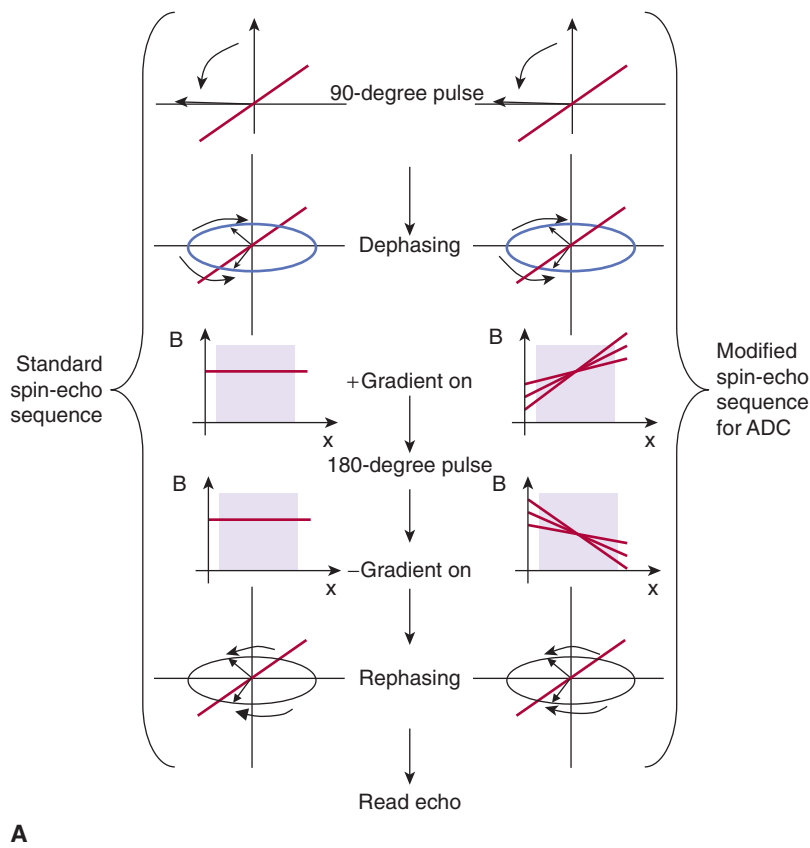 90-degree pulse
Dephasing
Standard
spin-echo
sequence
B
x
+Gradient on
B
x
Modified
spin-echo
sequence
for ADC
180-degree pulse
B
x
−Gradient on
B
x
Rephasing
Read echo
A